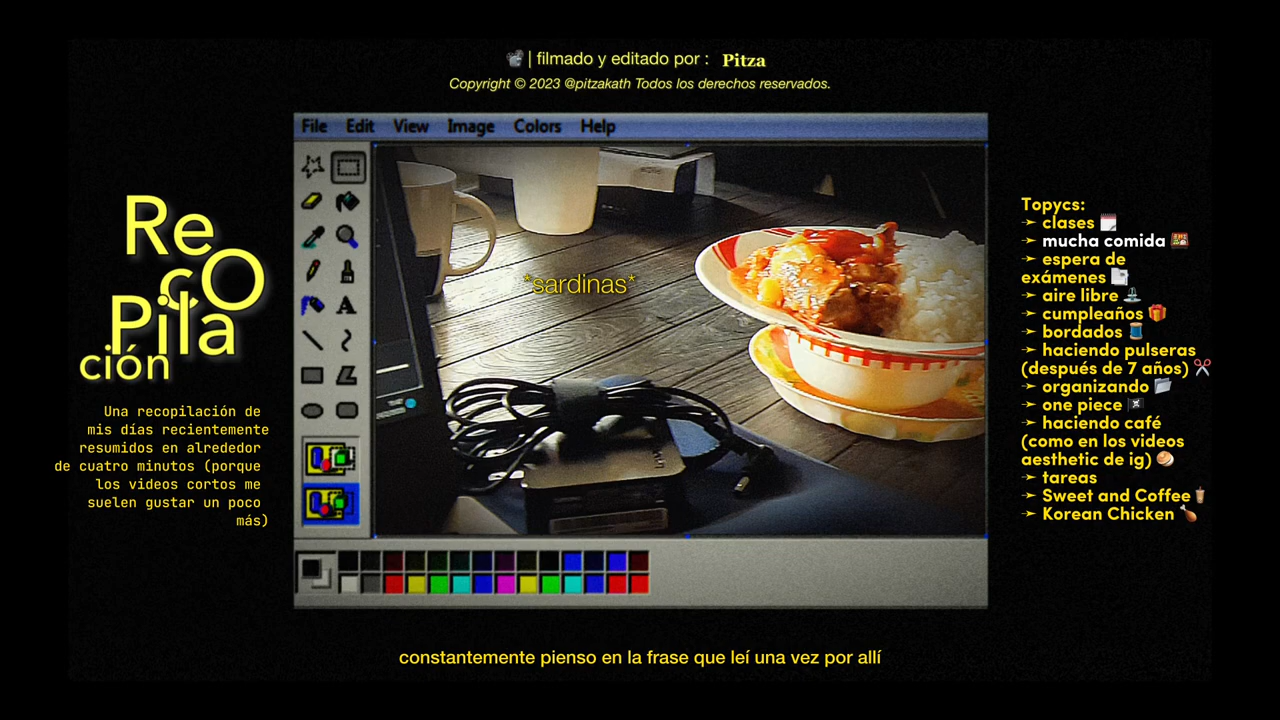 📽️ | filmado y editado por : Pitza
Copyright © 2023 @pitzakath Todos los derechos reservados.
File Edit View Image Colors Help
Re
cO
Pila
ción
Una recopilación de
mis días recientemente
resumidos en alrededor
de cuatro minutos (porque
los videos cortos me
suelen gustar un poco
más)
*sardinas*
A
Topycs:
➛ clases 🗓️
➛ mucha comida 🍱
➛ espera de
exámenes 📑
➛ aire libre ⛲
➛ cumpleaños 🎁
➛ bordados 🧵
➛ haciendo pulseras
(después de 7 años) ✂️
➛ organizando 📂
➛ one piece 🏴‍☠️
➛ haciendo café
(como en los videos
aesthetic de ig) 🍥
➛ tareas
➛ Sweet and Coffee🧋
➛ Korean Chicken 🍗
constantemente pienso en la frase que leí una vez por allí